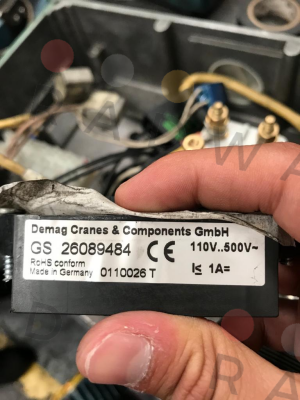 Demag Cranes & Components GmbH
GS 26089484 CE 110V..500V~
RoHS conform
Made in Germany 0110026 T I≤ 1A=